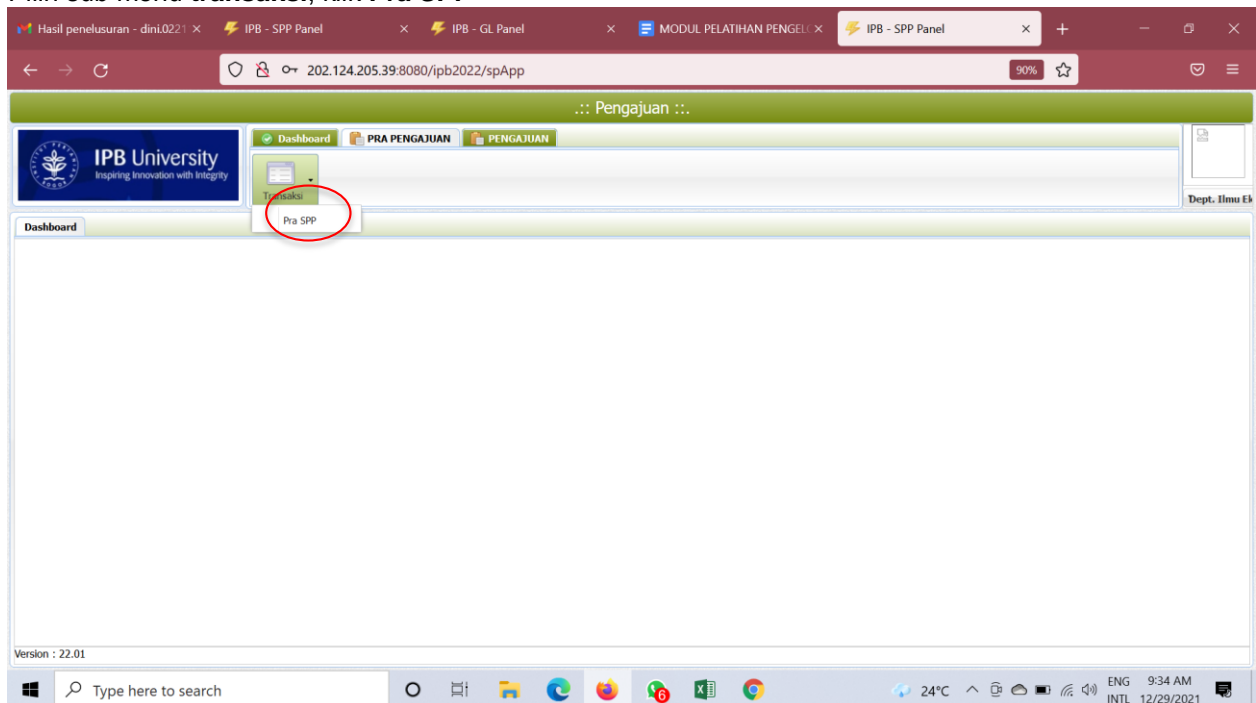 Hasil penelusuran - dini.0221 IPB - SPP Panel IPB - GL Panel MODUL PELATIHAN PENGEL IPB - SPP Panel
202.124.205.39:8080/ipb2022/spApp 90%
.:: Pengajuan ::.
IPB University
Inspiring Innovation with Integrity
Dashboard PRA PENGAJUAN PENGAJUAN
Transaksi
Pra SPP
Dept. Ilmu Ek
Dashboard
Version : 22.01
Type here to search
6
24°C
ENG
INTL
9:34 AM
12/29/2021